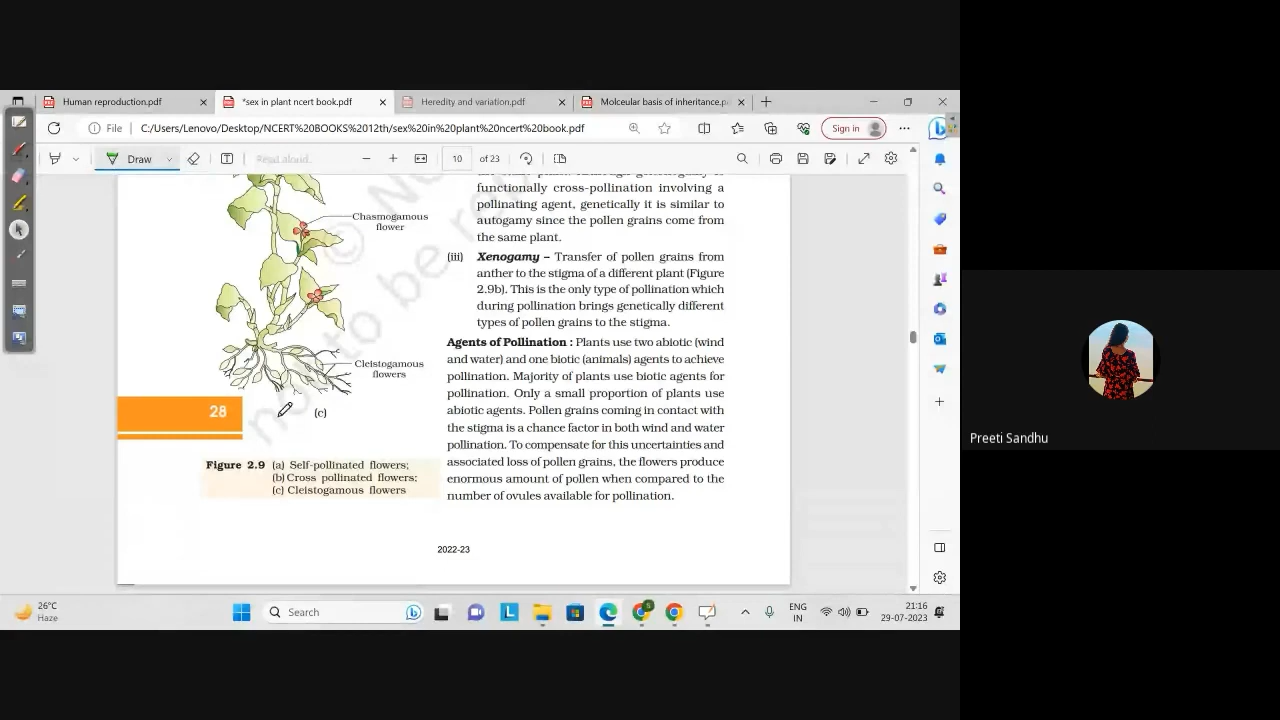 Human reproduction.pdf
*sex in plant ncert book.pdf
Heredity and variation.pdf
Molceular basis of inheritance.p
File
C:/Users/Lenovo/Desktop/NCERT%20BOOKS%2012th/sex%20in%20plant%20ncert%20book.pdf
Sign in
Draw
Read aloud
10 of 23
functionally cross-pollination involving a
pollinating agent, genetically it is similar to
autogamy since the pollen grains come from
the same plant.
(iii) Xenogamy – Transfer of pollen grains from
anther to the stigma of a different plant (Figure
2.9b). This is the only type of pollination which
during pollination brings genetically different
types of pollen grains to the stigma.
Agents of Pollination : Plants use two abiotic (wind
and water) and one biotic (animals) agents to achieve
pollination. Majority of plants use biotic agents for
pollination. Only a small proportion of plants use
abiotic agents. Pollen grains coming in contact with
the stigma is a chance factor in both wind and water
pollination. To compensate for this uncertainties and
associated loss of pollen grains, the flowers produce
enormous amount of pollen when compared to the
number of ovules available for pollination.
Chasmogamous
flower
Cleistogamous
flowers
(c)
28
Figure 2.9 (a) Self-pollinated flowers;
(b) Cross pollinated flowers;
(c) Cleistogamous flowers
2022-23
Preeti Sandhu
26°C
Haze
Search
ENG
IN
21:16
29-07-2023